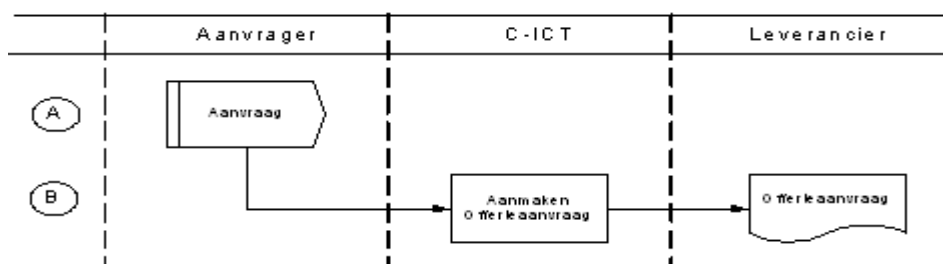 Aanvrager
C-ICT
Leverancier
A
Aanvraag
B
Aanmaken
Offerteaanvraag
Offerteaanvraag